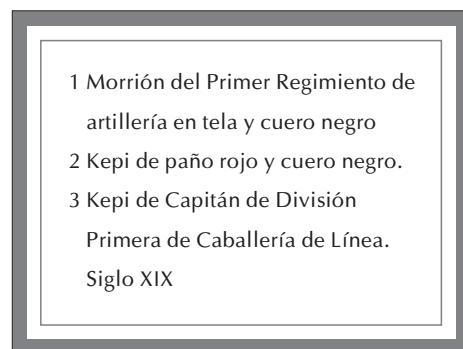 1 Morrión del Primer Regimiento de
artillería en tela y cuero negro
2 Kepi de paño rojo y cuero negro.
3 Kepi de Capitán de División
Primera de Caballería de Línea.
Siglo XIX